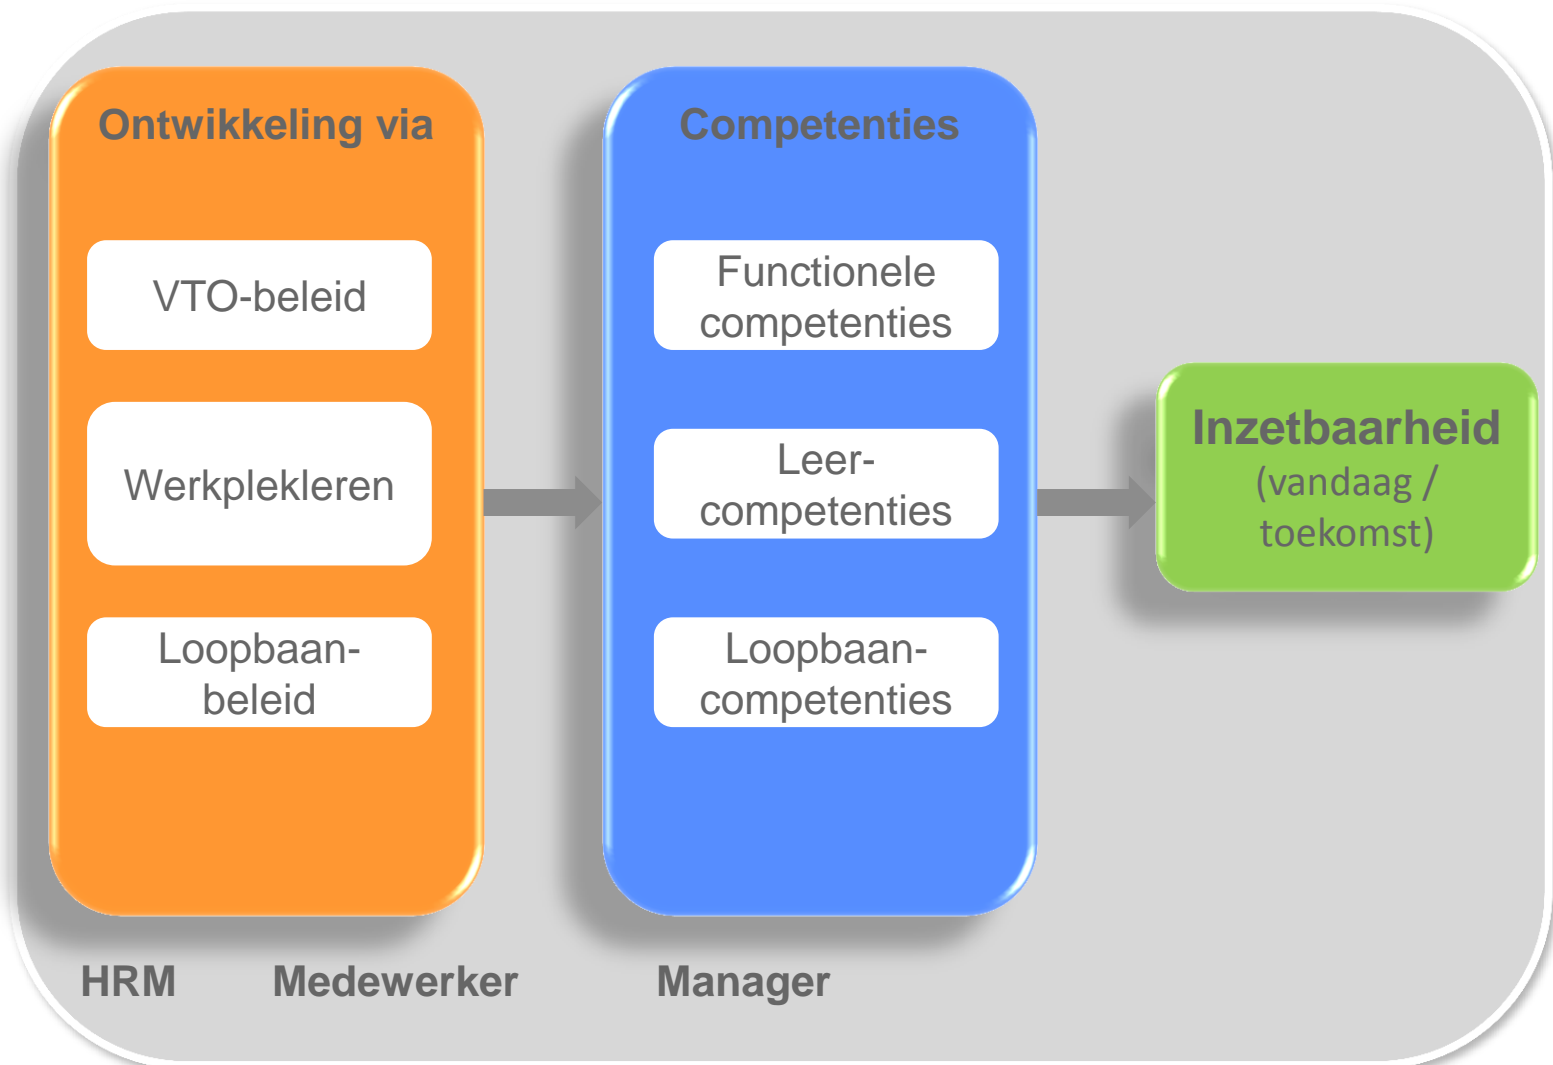 Ontwikkeling via
VTO-beleid
Werkplekleren
Loopbaan-
beleid
Competenties
Functionele
competenties
Leer-
competenties
Loopbaan-
competenties
Inzetbaarheid
(vandaag /
toekomst)
HRM Medewerker Manager